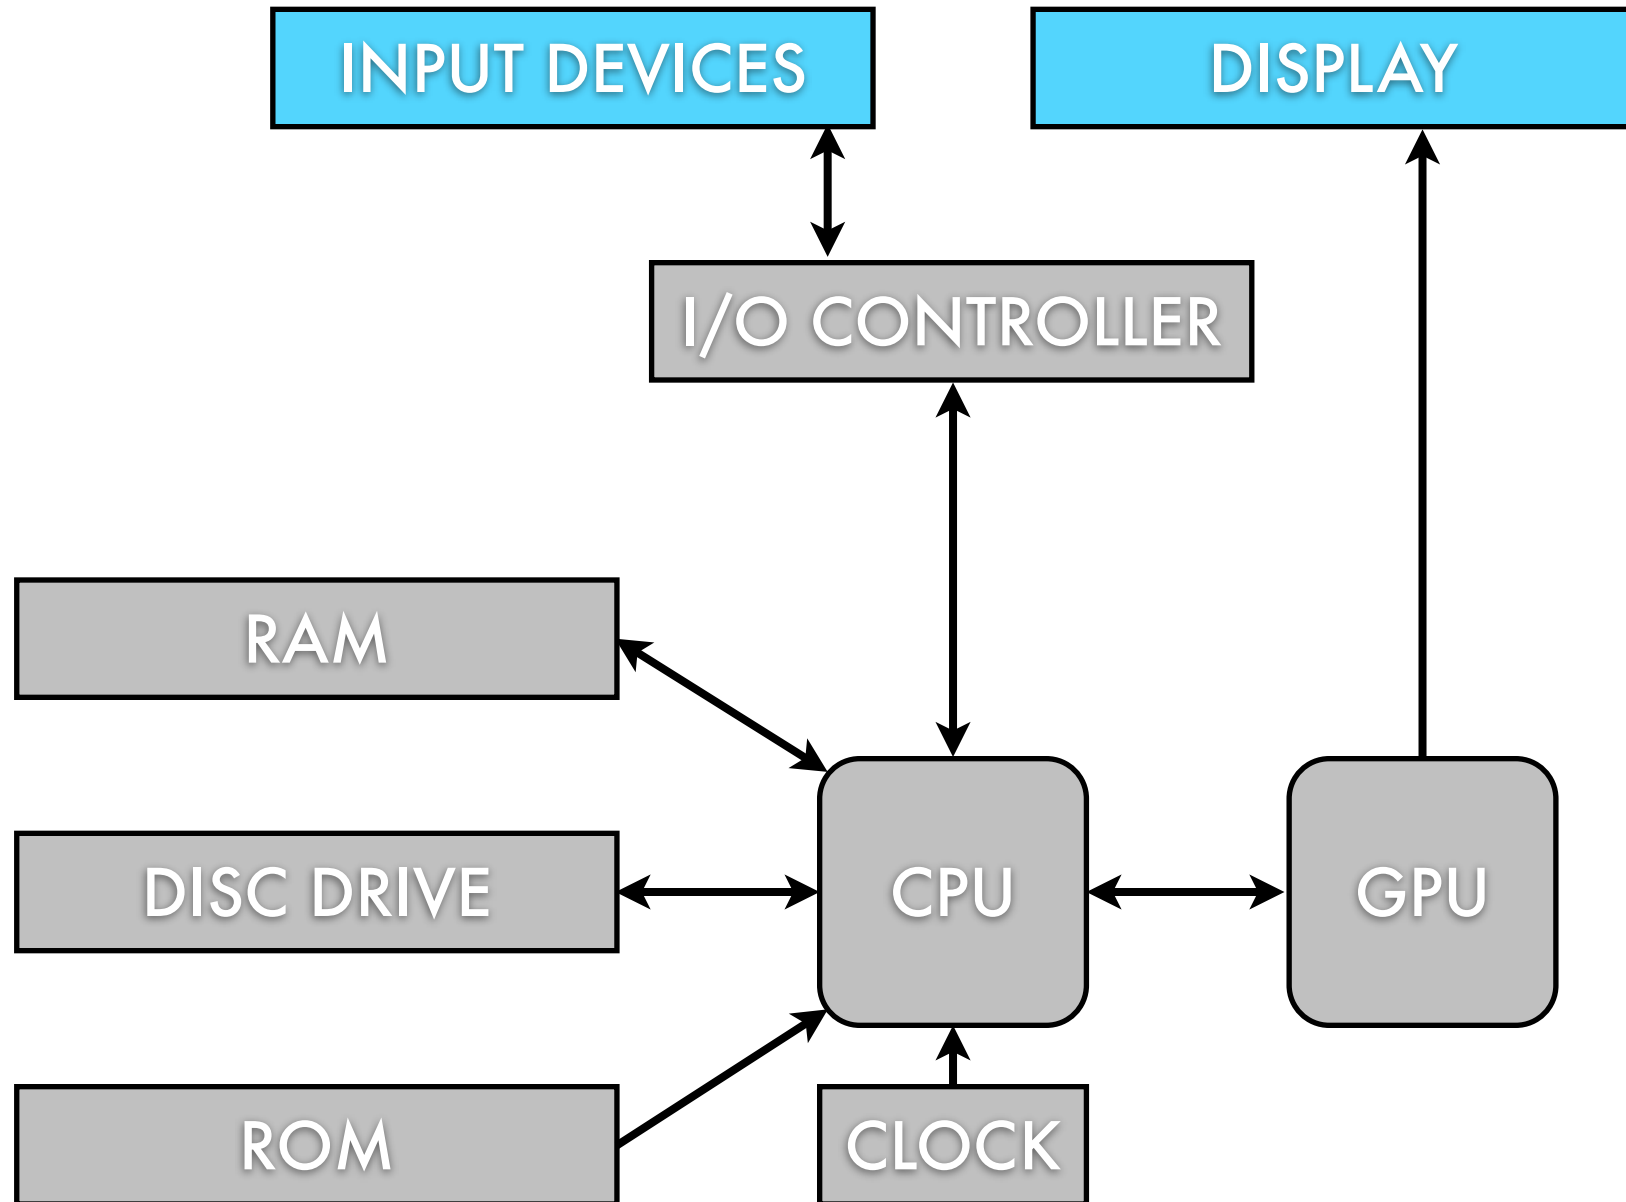 INPUT DEVICES
DISPLAY
I/O CONTROLLER
RAM
DISC DRIVE
CPU
GPU
ROM
CLOCK